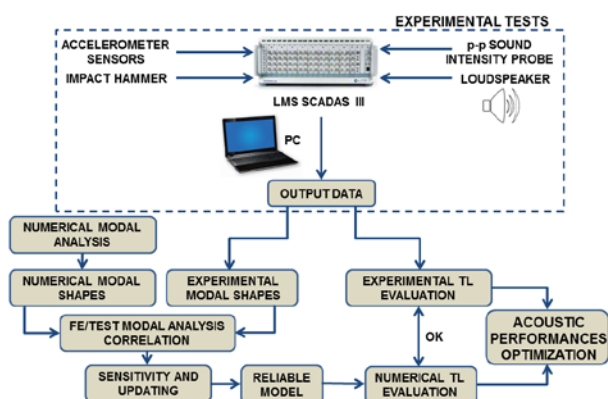 EXPERIMENTAL TESTS
ACCELEROMETER
SENSORS
IMPACT HAMMER
p-p SOUND
INTENSITY PROBE
LOUDSPEAKER
LMS SCADAS III
PC
OUTPUT DATA
NUMERICAL MODAL
ANALYSIS
NUMERICAL MODAL
SHAPES
EXPERIMENTAL
MODAL SHAPES
EXPERIMENTAL TL
EVALUATION
FE/TEST MODAL ANALYSIS
CORRELATION
OK
ACOUSTIC
PERFORMANCES
OPTIMIZATION
SENSITIVITY AND
UPDATING
RELIABLE
MODEL
NUMERICAL TL
EVALUATION